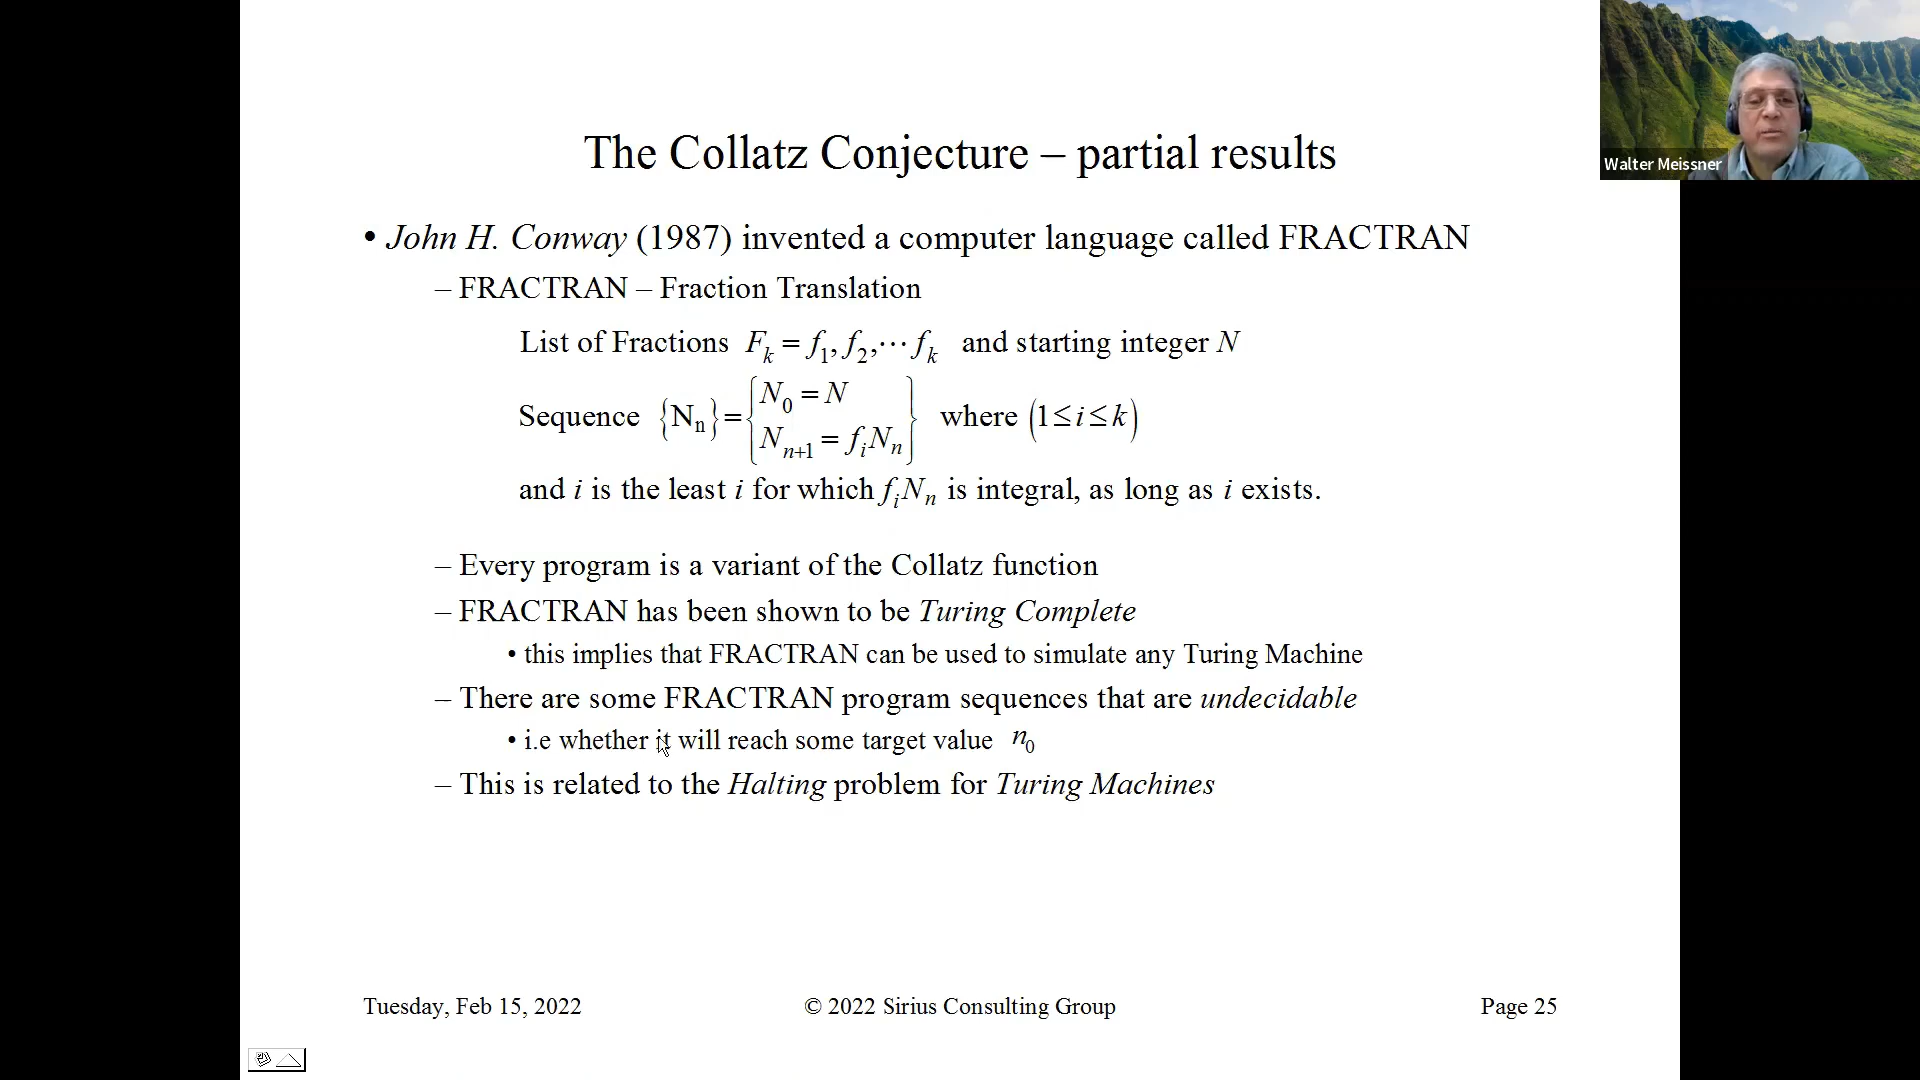 Walter Meissner
The Collatz Conjecture – partial results
• John H. Conway (1987) invented a computer language called FRACTRAN
– FRACTRAN – Fraction Translation
List of Fractions F_k = f_1, f_2, ⋯ f_k and starting integer N
Sequence {N_n} = { N_0 = N
N_{n+1} = f_i N_n } where (1 ≤ i ≤ k)
and i is the least i for which f_i N_n is integral, as long as i exists.
– Every program is a variant of the Collatz function
– FRACTRAN has been shown to be Turing Complete
• this implies that FRACTRAN can be used to simulate any Turing Machine
– There are some FRACTRAN program sequences that are undecidable
• i.e whether it will reach some target value n_0
– This is related to the Halting problem for Turing Machines
Tuesday, Feb 15, 2022 © 2022 Sirius Consulting Group Page 25